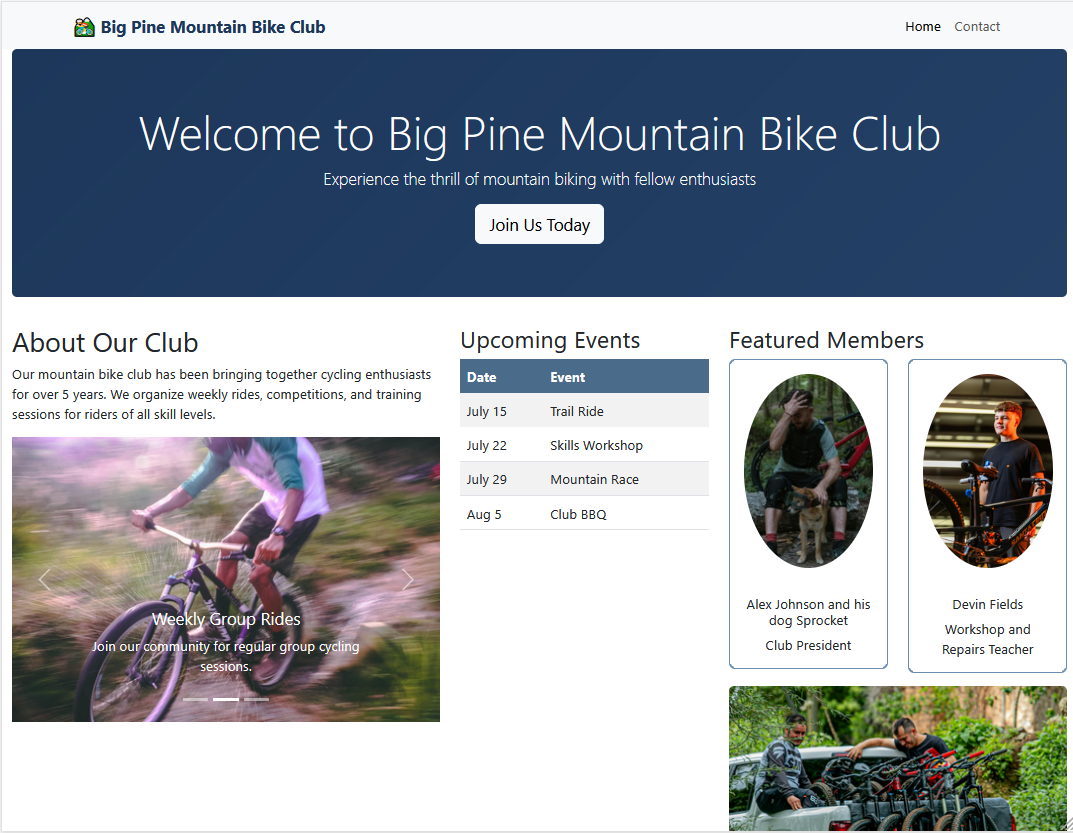 Big Pine Mountain Bike Club
Home Contact
Welcome to Big Pine Mountain Bike Club
Experience the thrill of mountain biking with fellow enthusiasts
Join Us Today
About Our Club
Our mountain bike club has been bringing together cycling enthusiasts
for over 5 years. We organize weekly rides, competitions, and training
sessions for riders of all skill levels.
Weekly Group Rides
Join our community for regular group cycling
sessions.
Upcoming Events
Date Event
July 15 Trail Ride
July 22 Skills Workshop
July 29 Mountain Race
Aug 5 Club BBQ
Featured Members
Alex Johnson and his
dog Sprocket
Club President
Devin Fields
Workshop and
Repairs Teacher